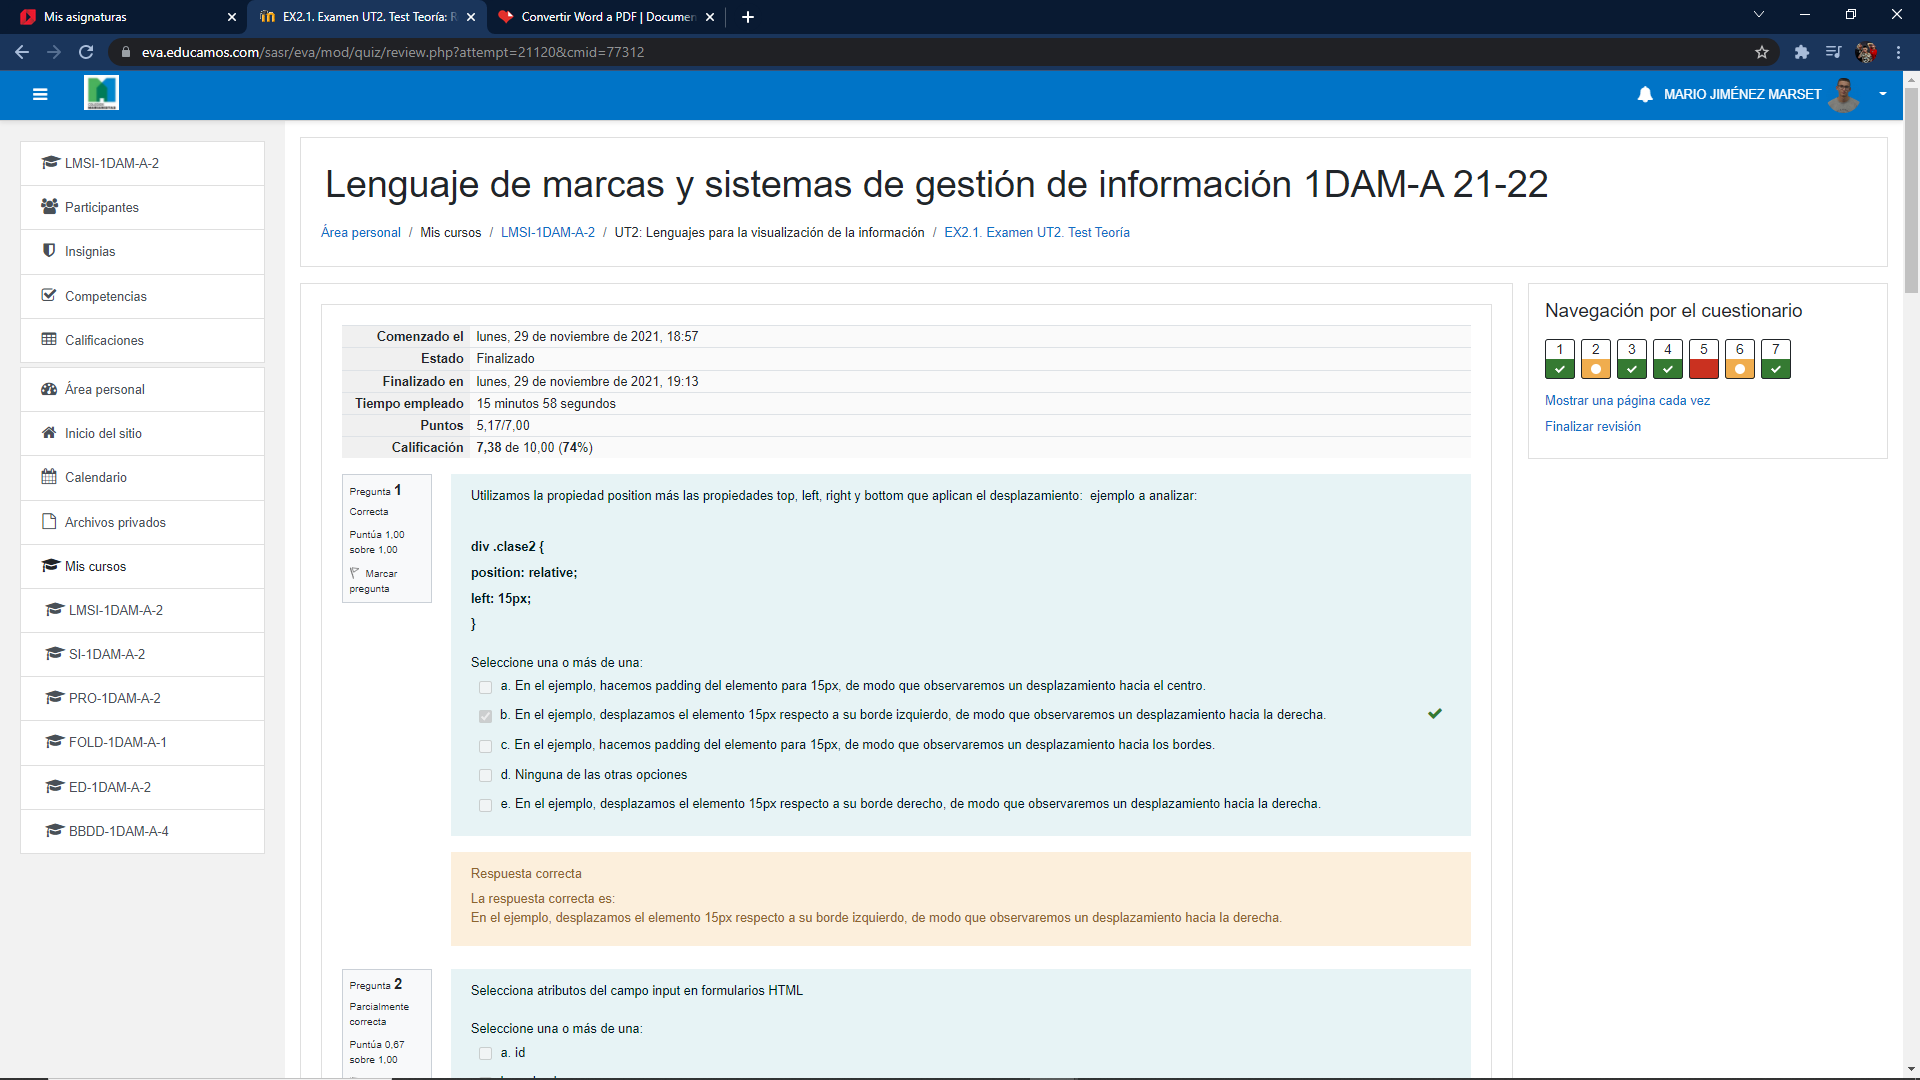 Mis asignaturas
EX2.1. Examen UT2. Test Teoría: R
Convertir Word a PDF | Documen
eva.educamos.com/sasr/eva/mod/quiz/review.php?attempt=21120&cmid=77312
MARIO JIMÉNEZ MARSET
LMSI-1DAM-A-2
Participantes
Insignias
Competencias
Calificaciones
Área personal
Inicio del sitio
Calendario
Archivos privados
Mis cursos
LMSI-1DAM-A-2
SI-1DAM-A-2
PRO-1DAM-A-2
FOLD-1DAM-A-1
ED-1DAM-A-2
BBDD-1DAM-A-4
Lenguaje de marcas y sistemas de gestión de información 1DAM-A 21-22
Área personal / Mis cursos / LMSI-1DAM-A-2 / UT2: Lenguajes para la visualización de la información / EX2.1. Examen UT2. Test Teoría
Comenzado el lunes, 29 de noviembre de 2021, 18:57
Estado Finalizado
Finalizado en lunes, 29 de noviembre de 2021, 19:13
Tiempo empleado 15 minutos 58 segundos
Puntos 5,17/7,00
Calificación 7,38 de 10,00 (74%)
Pregunta 1
Correcta
Puntúa 1,00
sobre 1,00
Marcar
pregunta
Utilizamos la propiedad position más las propiedades top, left, right y bottom que aplican el desplazamiento: ejemplo a analizar:
div .clase2 {
position: relative;
left: 15px;
}
Seleccione una o más de una:
a. En el ejemplo, hacemos padding del elemento para 15px, de modo que observaremos un desplazamiento hacia el centro.
b. En el ejemplo, desplazamos el elemento 15px respecto a su borde izquierdo, de modo que observaremos un desplazamiento hacia la derecha.
c. En el ejemplo, hacemos padding del elemento para 15px, de modo que observaremos un desplazamiento hacia los bordes.
d. Ninguna de las otras opciones
e. En el ejemplo, desplazamos el elemento 15px respecto a su borde derecho, de modo que observaremos un desplazamiento hacia la derecha.
Respuesta correcta
La respuesta correcta es:
En el ejemplo, desplazamos el elemento 15px respecto a su borde izquierdo, de modo que observaremos un desplazamiento hacia la derecha.
Pregunta 2
Parcialmente
correcta
Puntúa 0,67
sobre 1,00
Selecciona atributos del campo input en formularios HTML
Seleccione una o más de una:
a. id
Navegación por el cuestionario
1 2 3 4 5 6 7
Mostrar una página cada vez
Finalizar revisión